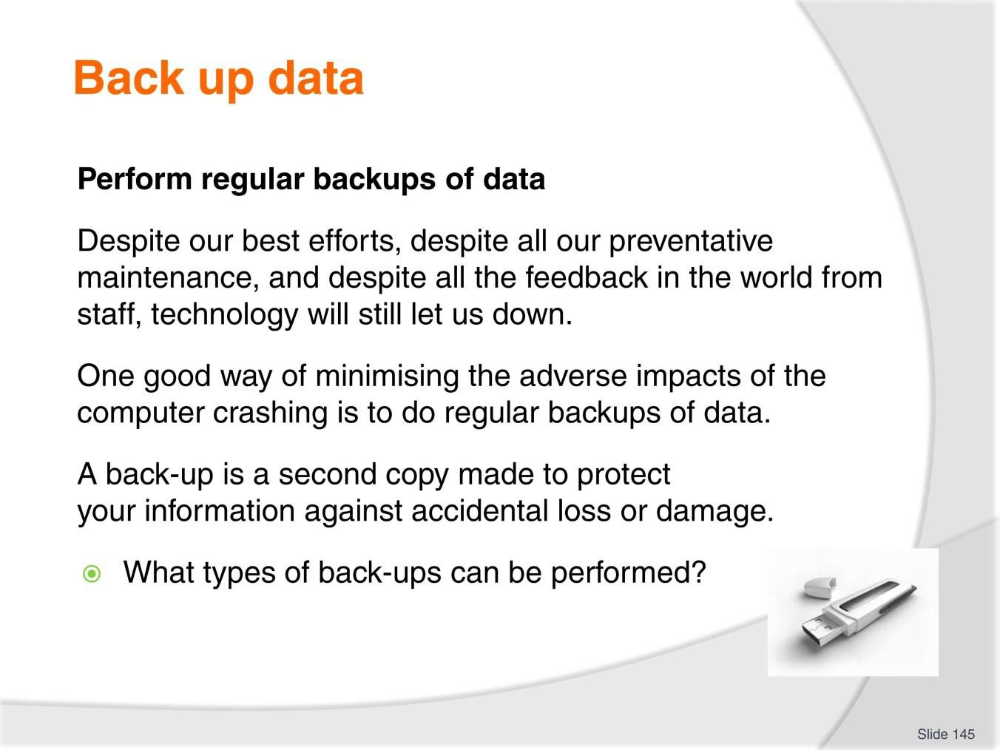 Back up data
Perform regular backups of data
Despite our best efforts, despite all our preventative
maintenance, and despite all the feedback in the world from
staff, technology will still let us down.
One good way of minimising the adverse impacts of the
computer crashing is to do regular backups of data.
A back-up is a second copy made to protect
your information against accidental loss or damage.
What types of back-ups can be performed?
Slide 145